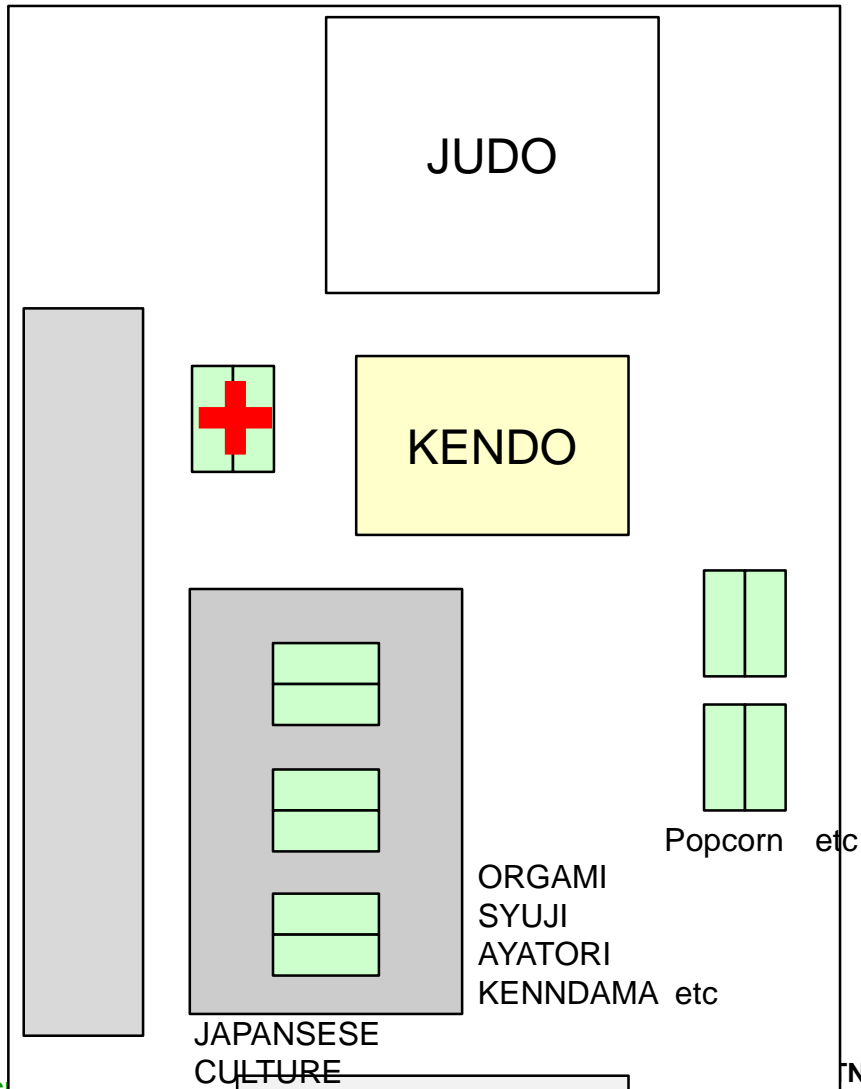 JUDO
KENDO
Popcorn etc
ORGAMI
SYUJI
AYATORI
KENNDAMA etc
JAPANSESE
CULTURE